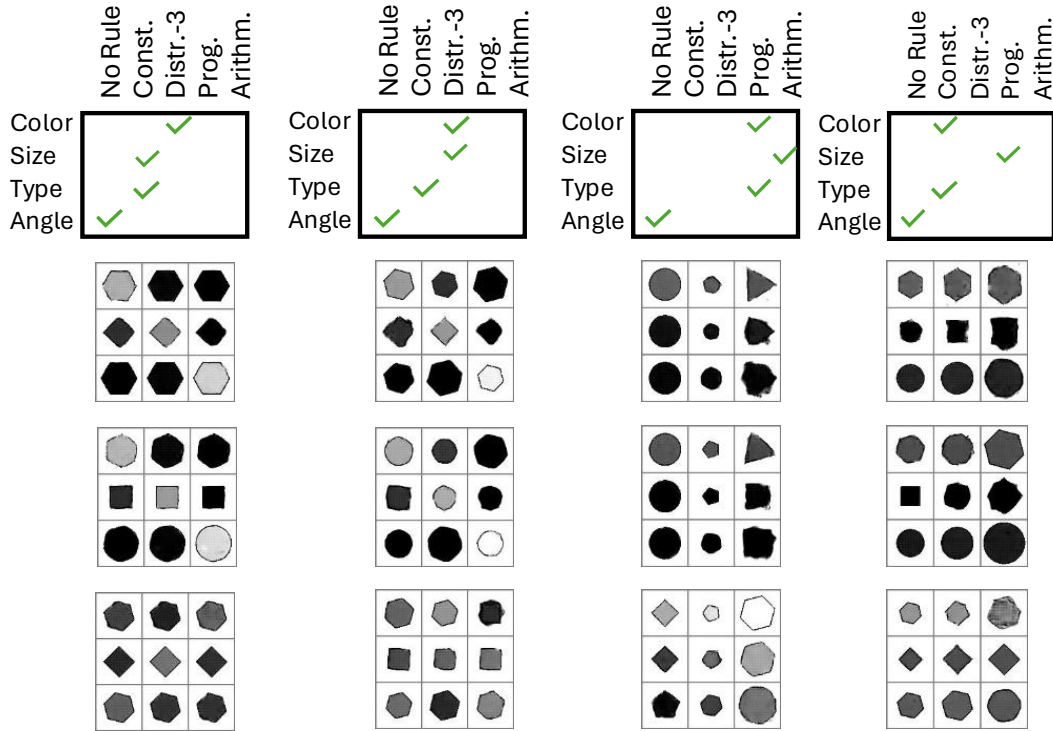 No Rule
Const.
Distr.-3
Prog.
Arithm.
Color
Size
Type
Angle
No Rule
Const.
Distr.-3
Prog.
Arithm.
Color
Size
Type
Angle
No Rule
Const.
Distr.-3
Prog.
Arithm.
Color
Size
Type
Angle
No Rule
Const.
Distr.-3
Prog.
Arithm.
Color
Size
Type
Angle